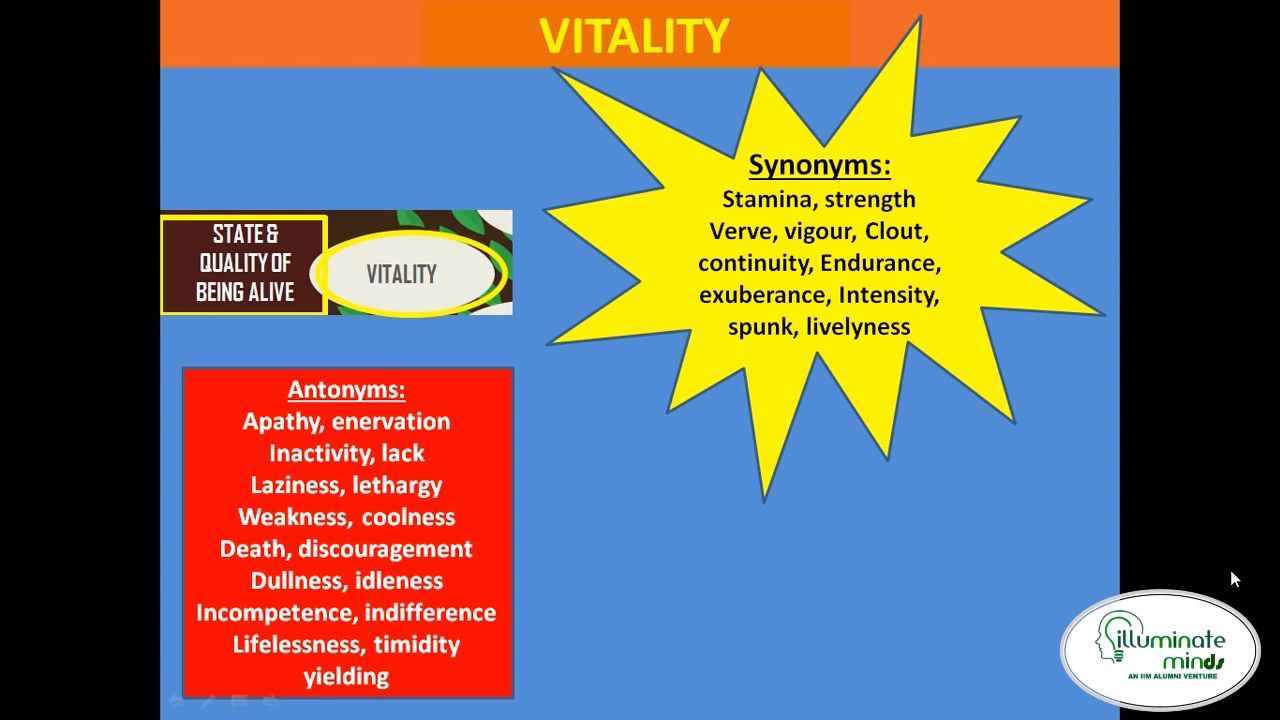 VITALITY
STATE &
QUALITY OF
BEING ALIVE
VITALITY
Synonyms:
Stamina, strength
Verve, vigour, Clout,
continuity, Endurance,
exuberance, Intensity,
spunk, livelyness
Antonyms:
Apathy, enervation
Inactivity, lack
Laziness, lethargy
Weakness, coolness
Death, discouragement
Dullness, idleness
Incompetence, indifference
Lifelessness, timidity
yielding
illuminate
minds
AN IIM ALUMNI VENTURE